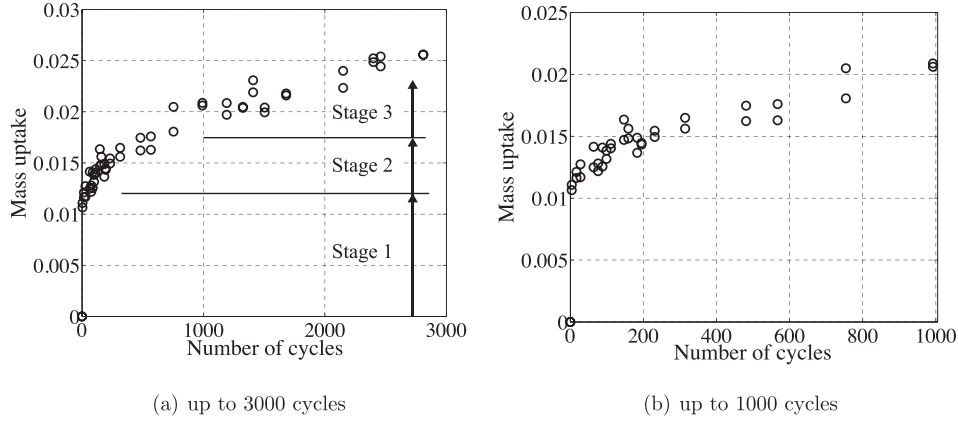 0.03
0.025
0.02
0.015
0.01
0.005
0
Mass uptake
Stage 3
Stage 2
Stage 1
0 1000 2000 3000
Number of cycles
(a) up to 3000 cycles
0.025
0.02
0.015
0.01
0.005
0
Mass uptake
0 200 400 600 800 1000
Number of cycles
(b) up to 1000 cycles